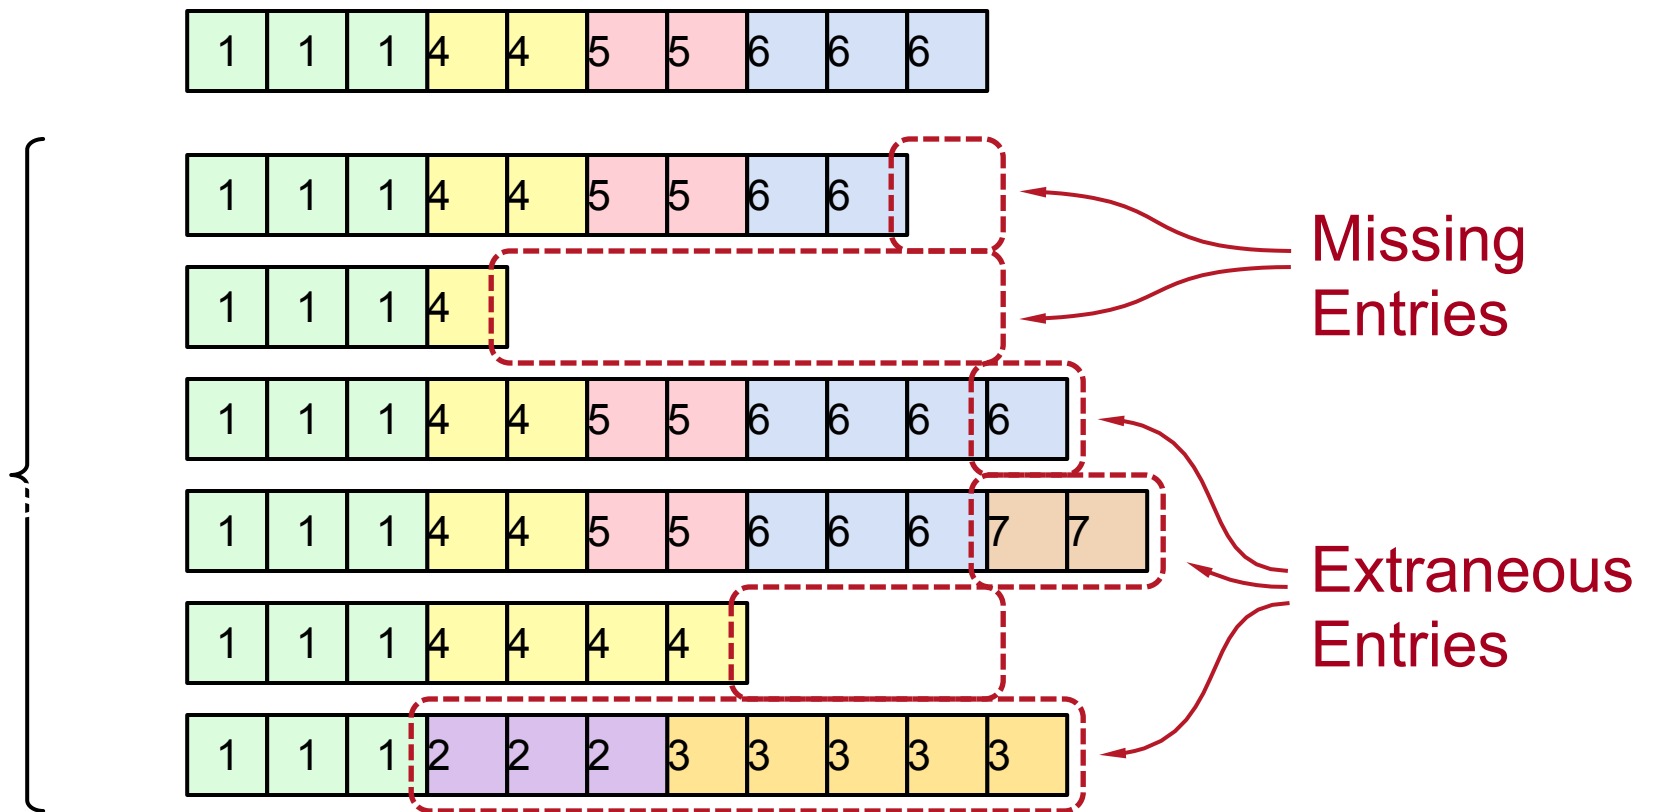 1 1 1 4 4 5 5 6 6 6
1 1 1 4 4 5 5 6 6
Missing
Entries
1 1 1 4
1 1 1 4 4 5 5 6 6 6 6
1 1 1 4 4 5 5 6 6 6 7 7
Extraneous
Entries
1 1 1 4 4 4 4
1 1 1 2 2 2 3 3 3 3 3